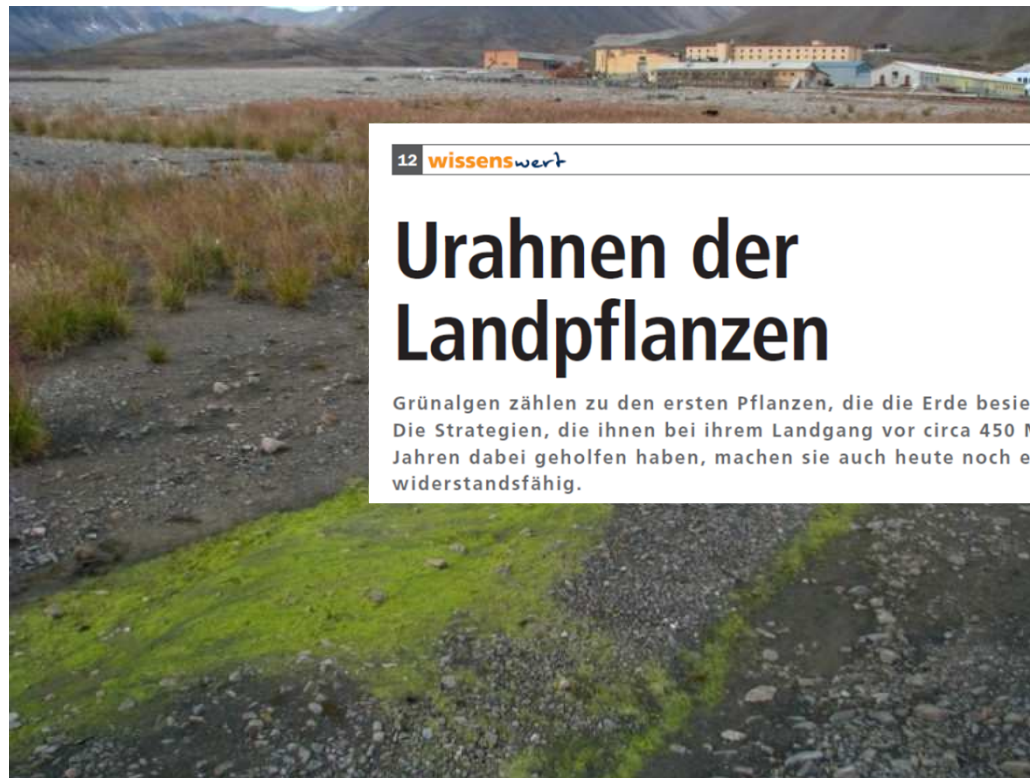 12 wissenswert
Urahnen der
Landpflanzen
Grünalgen zählen zu den ersten Pflanzen, die die Erde
Die Strategien, die ihnen bei ihrem Landgang vor circa 450
Jahren dabei geholfen haben, machen sie auch heute noch
widerstandsfähig.